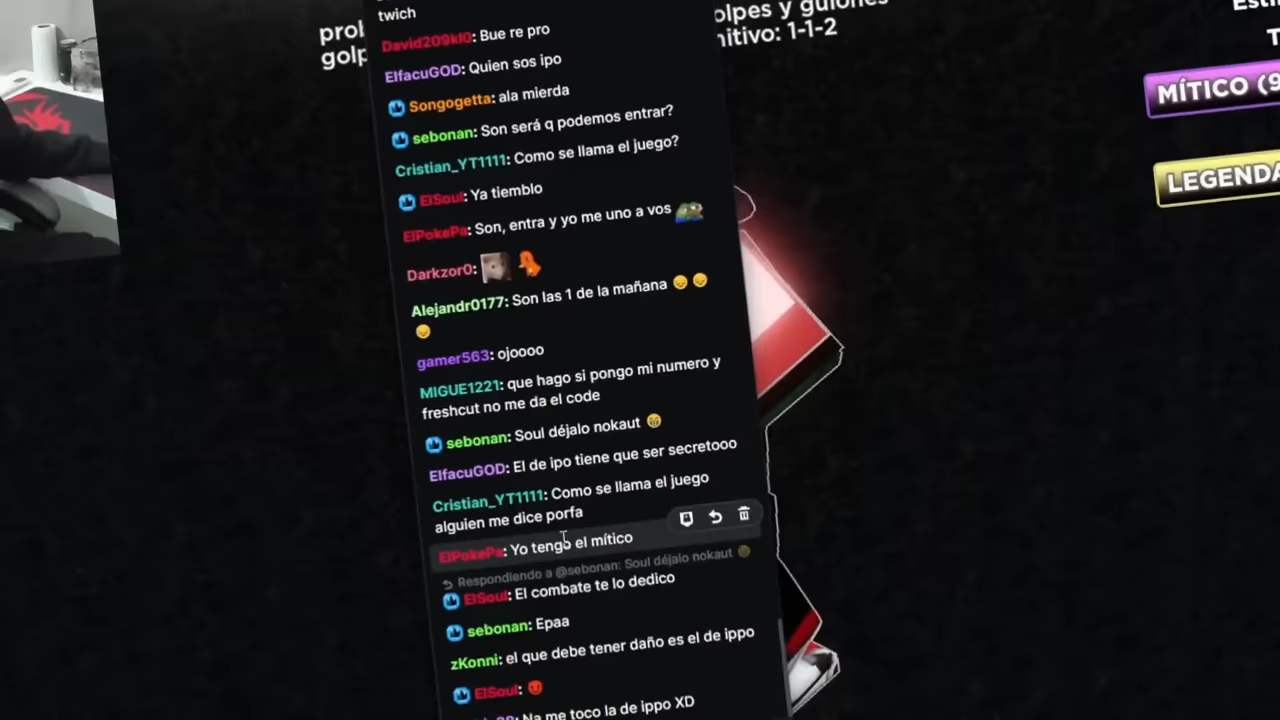 twich
David209kl0: Bue re pro
ElfacuGOD: Quien sos ipo
Songogetta: ala mierda
sebonan: Son será q podemos entrar?
Cristian_YT1111: Como se llama el juego?
ElSoul: Ya tiemblo
ElPokePa: Son, entra y yo me uno a vos
Darkzor0:
Alejandr0177: Son las 1 de la mañana 😞😞
😞
gamer563: ojoooo
MIGUE1221: que hago si pongo mi numero y
freshcut no me da el code
sebonan: Soul déjalo nokaut 😁
ElfacuGOD: El de ipo tiene que ser secretooo
Cristian_YT1111: Como se llama el juego
alguien me dice porfa
ElPokePa: Yo tengo el mítico
Respondiendo a @sebonan: Soul déjalo nokaut 😁
ElSoul: El combate te lo dedico
sebonan: Epaa
zKonni: el que debe tener daño es el de ippo
ElSoul: 😡
Na me toco la de ippo XD
y guiones
1-1-2
MÍTICO